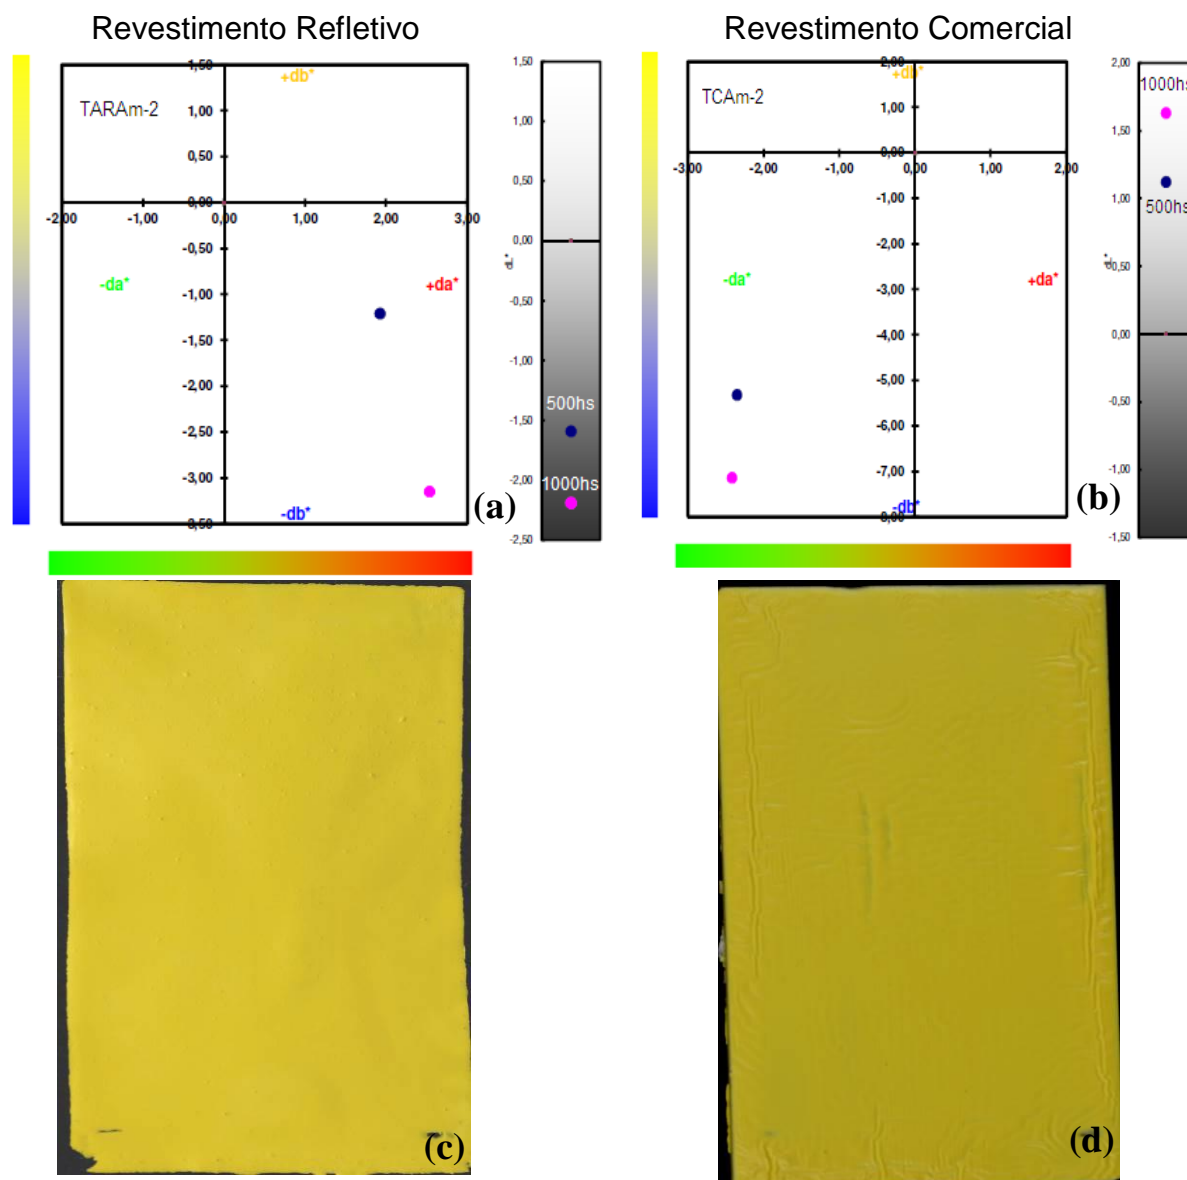 Revestimento Refletivo
Revestimento Comercial
1,50
+db*
TARAm-2
1,00
0,50
0,00
-2,00
-1,00
0,00
1,00
2,00
3,00
-0,50
-da*
+da*
-1,00
-1,50
-2,00
-2,50
-3,00
-db*
3,50
(a)
1,50
1,00
0,50
0,00
dL*
-0,50
-1,00
500hs
-1,50
-2,00
1000hs
-2,50
2,00
+db*
TCAm-2
1,00
0,00
-3,00
-2,00
-1,00
0,00
1,00
2,00
-1,00
-2,00
-da*
+da*
-3,00
-4,00
-5,00
-6,00
-7,00
-db*
8,00
(b)
2,00
1000hs
1,50
1,00
500hs
dL*
0,50
0,00
-0,50
-1,00
-1,50
(c)
(d)